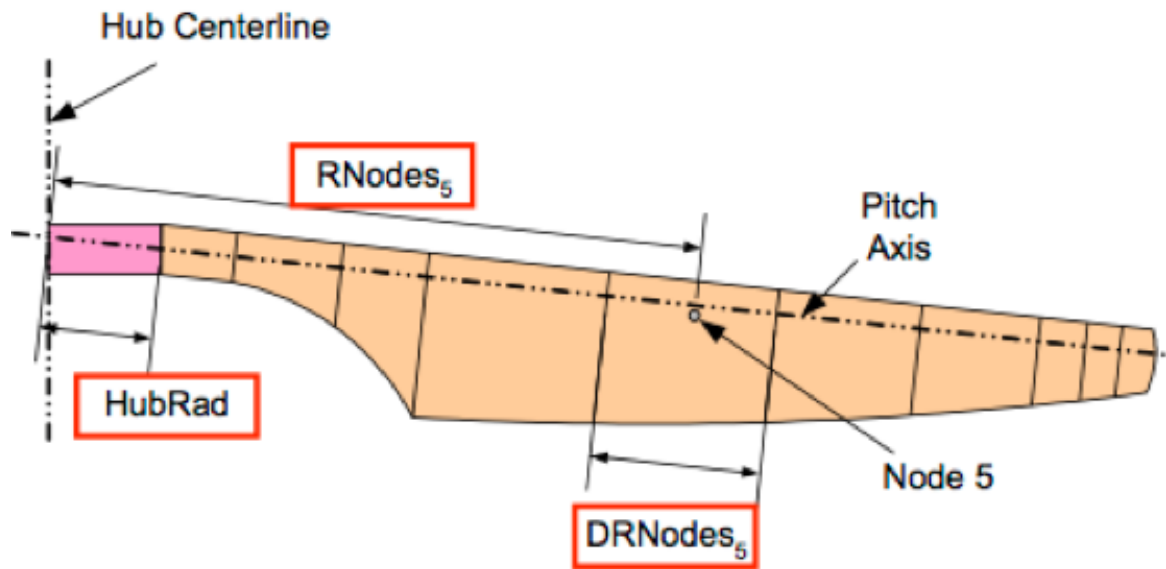 Hub Centerline
RNodes₅
Pitch
Axis
HubRad
Node 5
DRNodes₅